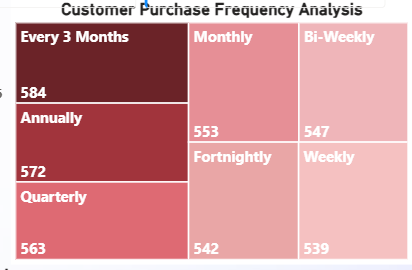 Customer Purchase Frequency Analysis
Every 3 Months
584
Annually
572
Quarterly
563
Monthly
553
Bi-Weekly
547
Fortnightly
542
Weekly
539